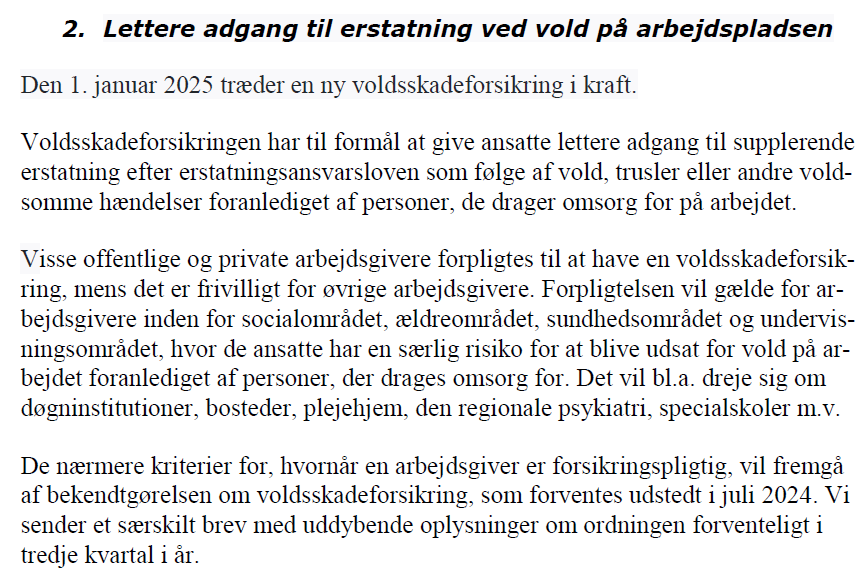 2. Lettere adgang til erstatning ved vold på arbejdspladsen
Den 1. januar 2025 træder en ny voldsskadeforsikring i kraft.
Voldsskadeforsikringen har til formål at give ansatte lettere adgang til supplerende
erstatning efter erstatningsansvarsloven som følge af vold, trusler eller andre vold-
somme hændelser foranlediget af personer, de drager omsorg for på arbejdet.
Visse offentlige og private arbejdsgivere forpligtes til at have en voldsskadeforsik-
ring, mens det er frivilligt for øvrige arbejdsgivere. Forpligtelsen vil gælde for ar-
bejdsgivere inden for socialområdet, ældreområdet, sundhedsområdet og undervis-
ningsområdet, hvor de ansatte har en særlig risiko for at blive udsat for vold på ar-
bejdet foranlediget af personer, der drages omsorg for. Det vil bl.a. dreje sig om
døgninstitutioner, bosteder, plejehjem, den regionale psykiatri, specialskoler m.v.
De nærmere kriterier for, hvornår en arbejdsgiver er forsikringspligtig, vil fremgå
af bekendtgørelsen om voldsskadeforsikring, som forventes udstedt i juli 2024. Vi
sender et særskilt brev med uddybende oplysninger om ordningen forventeligt i
tredje kvartal i år.